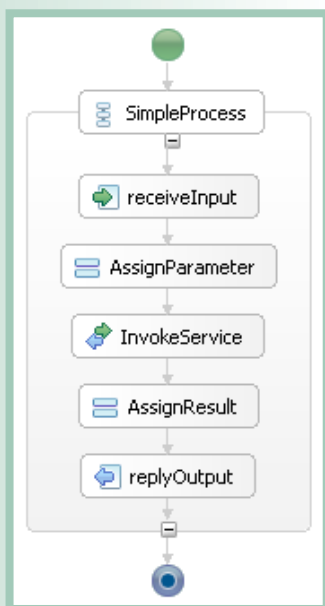 SimpleProcess
receiveInput
AssignParameter
InvokeService
AssignResult
replyOutput